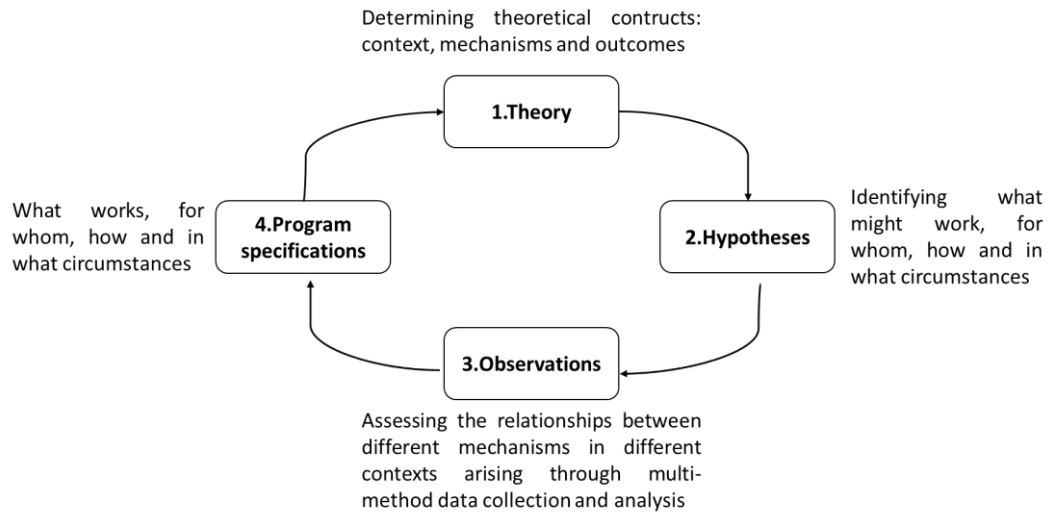 Determining theoretical contructs:
context, mechanisms and outcomes
1.Theory
What works, for
whom, how and in
what circumstances
4.Program
specifications
2.Hypotheses
Identifying what
might work, for
whom, how and in
what circumstances
3.Observations
Assessing the relationships between
different mechanisms in different
contexts arising through multi-
method data collection and analysis